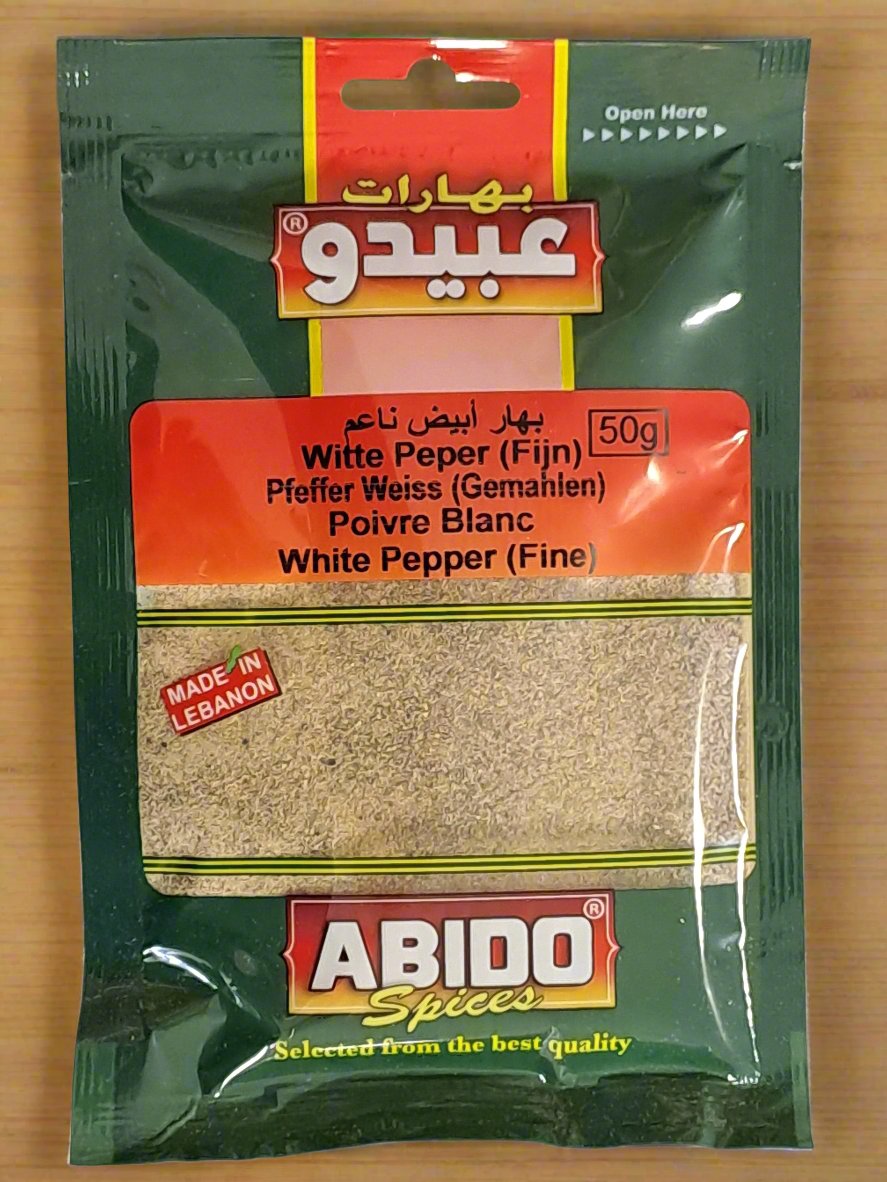 Open Here
بهارات
عبيدو®
بهار أبيض ناعم
50g
Witte Peper (Fijn)
Pfeffer Weiss (Gemahlen)
Poivre Blanc
White Pepper (Fine)
MADE IN
LEBANON
ABIDO®
Spices
Selected from the best quality